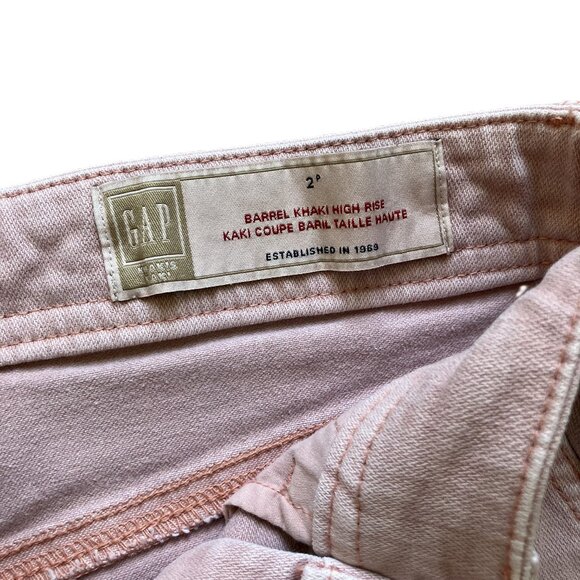 GAP
2P
BARREL KHAKI HIGH RISE
KAKI COUPE BARIL TAILLE HAUTE
ESTABLISHED IN 1969